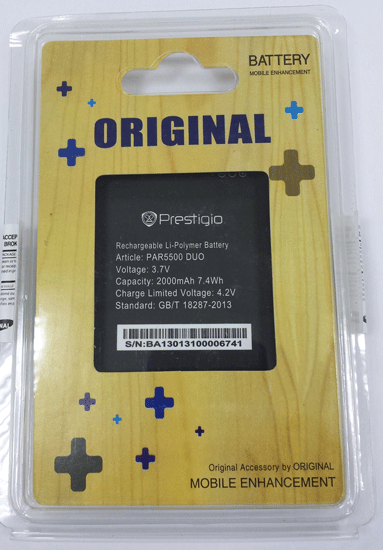 BATTERY
MOBILE ENHANCEMENT
ORIGINAL
Prestigio
Rechargeable Li-Polymer Battery
Article: PAR5500 DUO
Voltage: 3.7V
Capacity: 2000mAh 7.4Wh
Charge Limited Voltage: 4.2V
Standard: GB/T 18287-2013
S/N:BA13013100006741
Original Accessory by ORIGINAL
MOBILE ENHANCEMENT